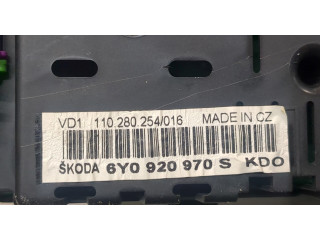 VD1 110 280 254/016 MADE IN CZ
ŠKODA 6Y0 920 970 S KDO